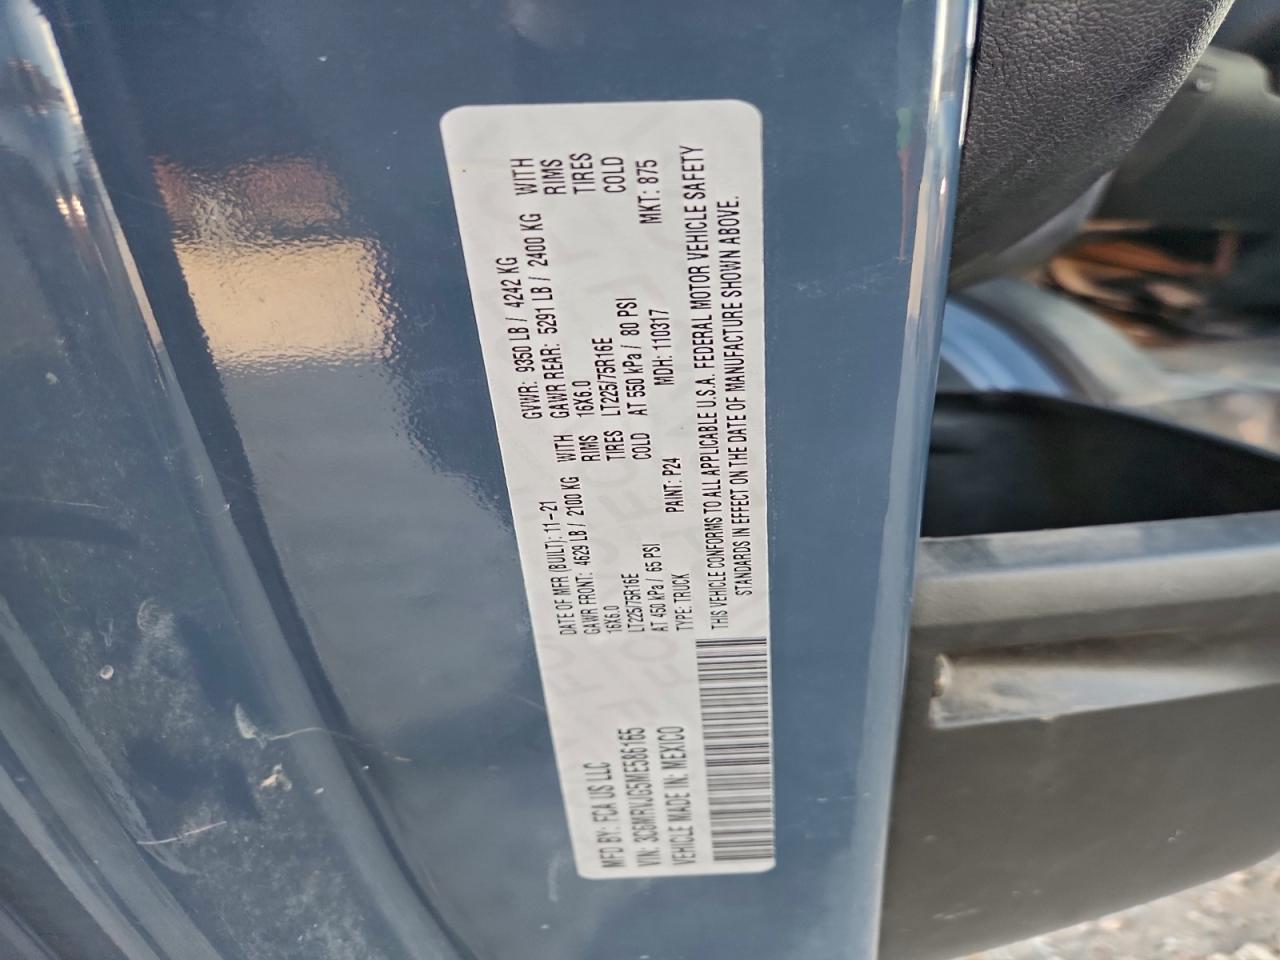 MFD BY: FCA US LLC
VIN: 3C6MRVJG5ME586165
VEHICLE MADE IN: MEXICO
DATE OF MFR (BUILT): 11-21
GAWR FRONT: 4629 LB / 2100 KG WITH
16X6.0 RIMS
LT225/75R16E TIRES
AT 450 kPa / 65 PSI COLD
TYPE: TRUCK PAINT: P24
GVWR: 9350 LB / 4242 KG
GAWR REAR: 5291 LB / 2400 KG WITH
16X6.0 RIMS
LT225/75R16E TIRES
AT 550 kPa / 80 PSI COLD
MDH: 110317 MKT: 875
THIS VEHICLE CONFORMS TO ALL APPLICABLE U.S.A. FEDERAL MOTOR VEHICLE SAFETY
STANDARDS IN EFFECT ON THE DATE OF MANUFACTURE SHOWN ABOVE.